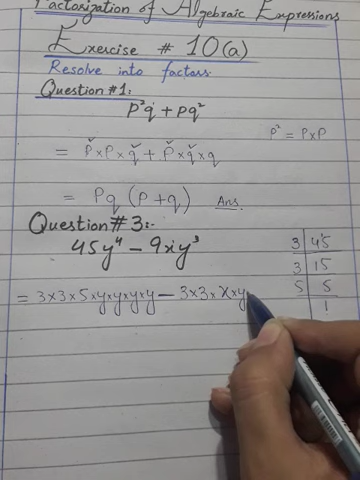 Factorization of Algebraic Expressions
Exercise # 10(a)
Resolve into factors.
Question #1:
p²q + pq²
p² = p×p
= p×p×q + p×q×q
= pq (p+q) Ans.
Question #3:-
45y⁴ - 9xy³
3 | 45
3 | 15
5 | 5
| 1
= 3×3×5×y×y×y×y - 3×3×x×y